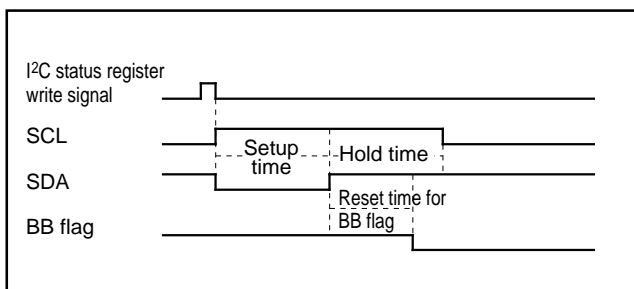 I2C status register
write signal
SCL
Setup
time
Hold time
SDA
Reset time for
BB flag
BB flag